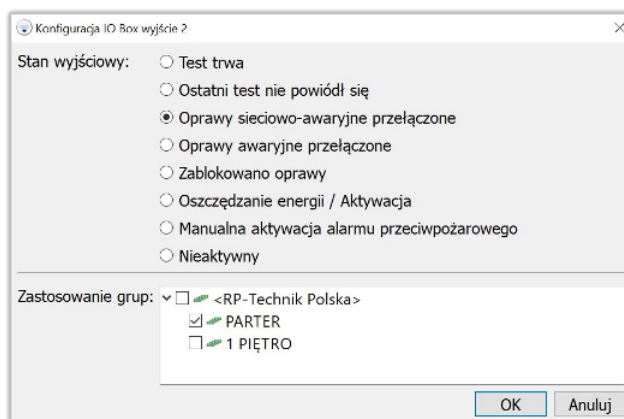 Konfiguracja IO Box wyjście 2
Stan wyjściowy:
Test trwa
Ostatni test nie powiódł się
Oprawy sieciowo-awaryjne przełączone
Oprawy awaryjne przełączone
Zablokowano oprawy
Oszczędzanie energii / Aktywacja
Manualna aktywacja alarmu przeciwpożarowego
Nieaktywny
Zastosowanie grup:
<RP-Technik Polska>
PARTER
1 PIĘTRO
OK
Anuluj